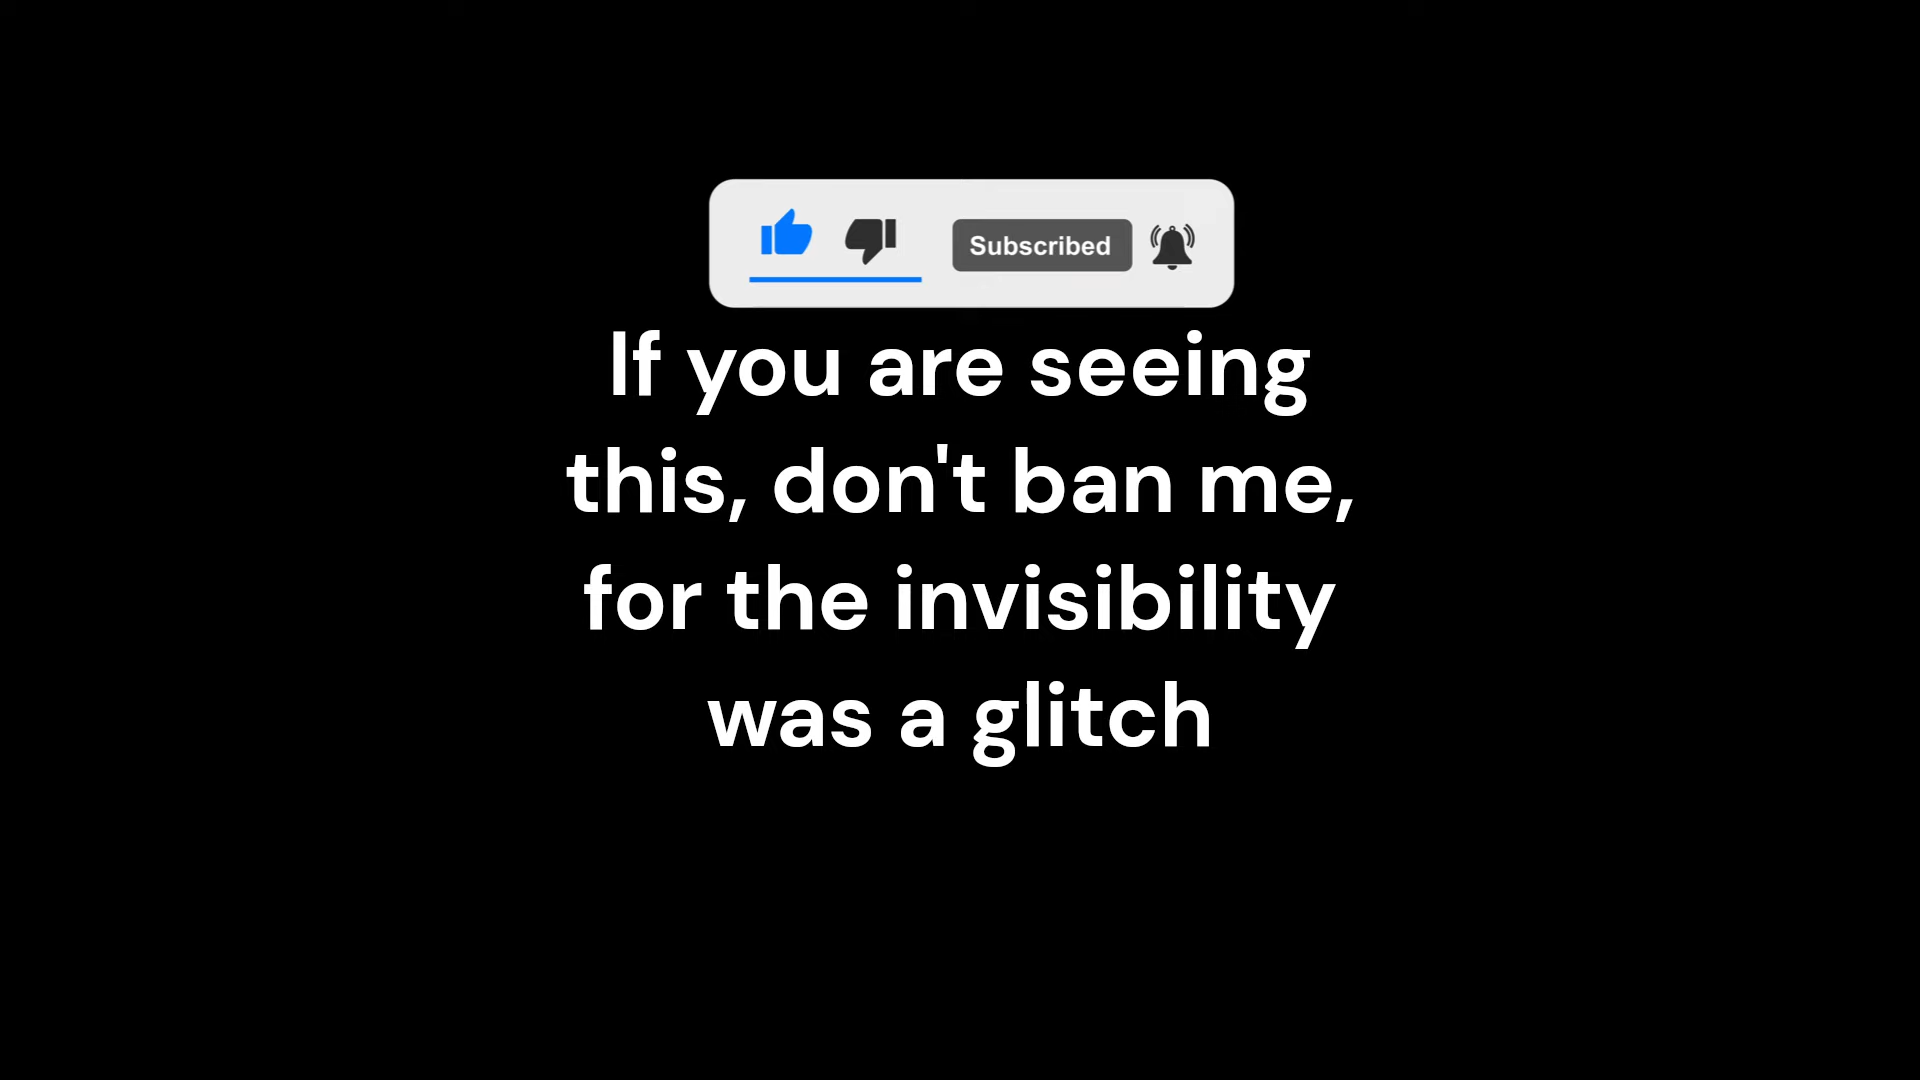 Subscribed
If you are seeing
this, don't ban me,
for the invisibility
was a glitch